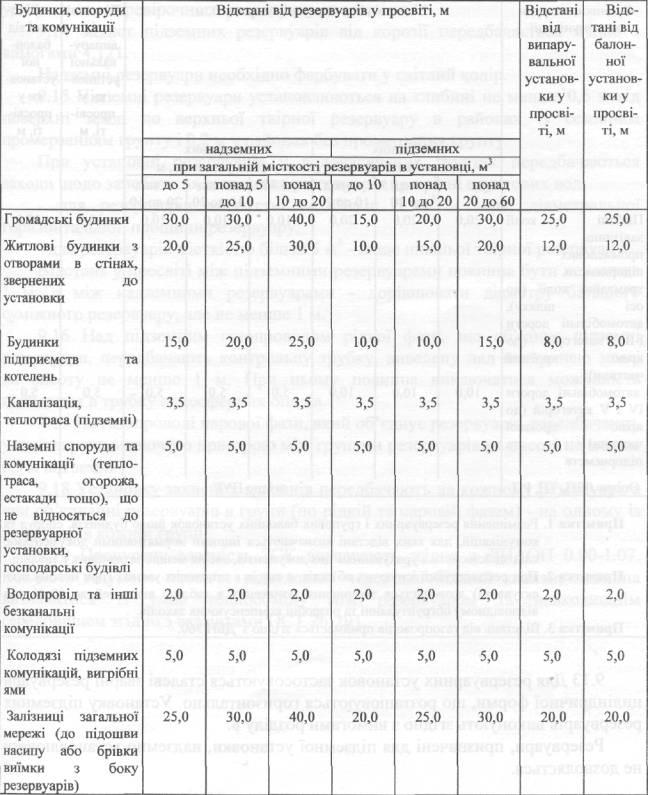 Будинки, споруди та комунікації | Відстані від резервуарів у просвіті, м | Відстані від випарувальної установки у просвіті, м | Відстані від балонної установки у просвіті, м
надземних | підземних
при загальній місткості резервуарів в установці, м³
до 5 | понад 5 до 10 | понад 10 до 20 | до 10 | понад 10 до 20 | понад 20 до 60
Громадські будинки 30,0 30,0 40,0 15,0 20,0 30,0 25,0 25,0
Житлові будинки з 20,0 25,0 30,0 10,0 15,0 20,0 12,0 12,0
отворами в стінах,
звернених до
установки
Будинки 15,0 20,0 25,0 10,0 10,0 15,0 8,0 8,0
підприємств та
котелень
Каналізація, 3,5 3,5 3,5 3,5 3,5 3,5 3,5 3,5
теплотраса (підземні)
Наземні споруди та 5,0 5,0 5,0 5,0 5,0 5,0 5,0 5,0
комунікації (тепло-
траса, огорожа,
естакади тощо), що
не відносяться до
резервуарної
установки,
господарські будівлі
Водопровід та інші 2,0 2,0 2,0 2,0 2,0 2,0 2,0 2,0
безканальні
комунікації
Колодязі підземних 5,0 5,0 5,0 5,0 5,0 5,0 5,0 5,0
комунікацій, вигрібні
ями
Залізниці загальної 25,0 30,0 40,0 20,0 25,0 30,0 20,0 20,0
мережі (до підошви
насипу або брівки
виїмки з боку
резервуарів)